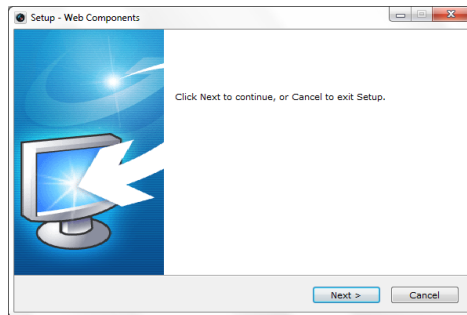 Setup - Web Components
Click Next to continue, or Cancel to exit Setup.
Next >
Cancel